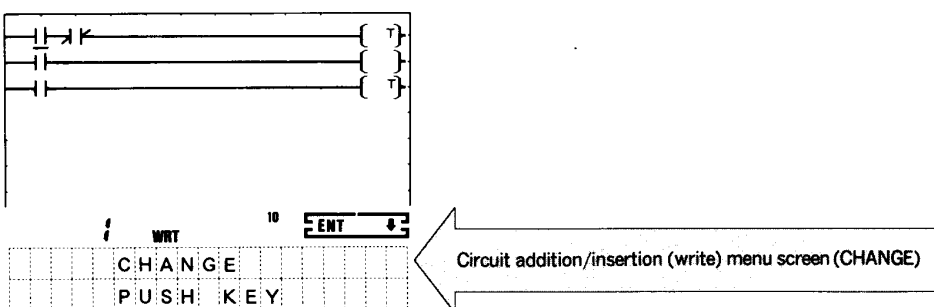 T
T
1 WRT 10 ENT
CHANGE
PUSH KEY
Circuit addition/insertion (write) menu screen (CHANGE)